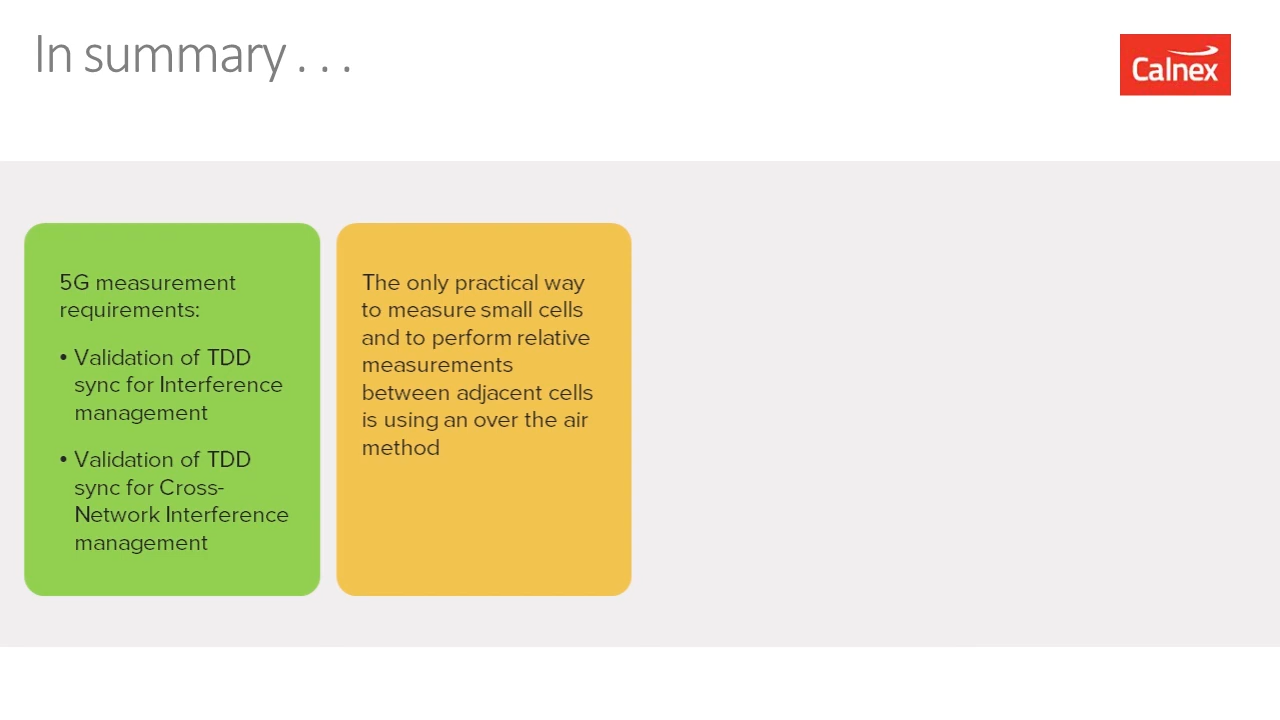 In summary . . .
Calnex
5G measurement
requirements:
• Validation of TDD
sync for Interference
management
• Validation of TDD
sync for Cross-
Network Interference
management
The only practical way
to measure small cells
and to perform relative
measurements
between adjacent cells
is using an over the air
method